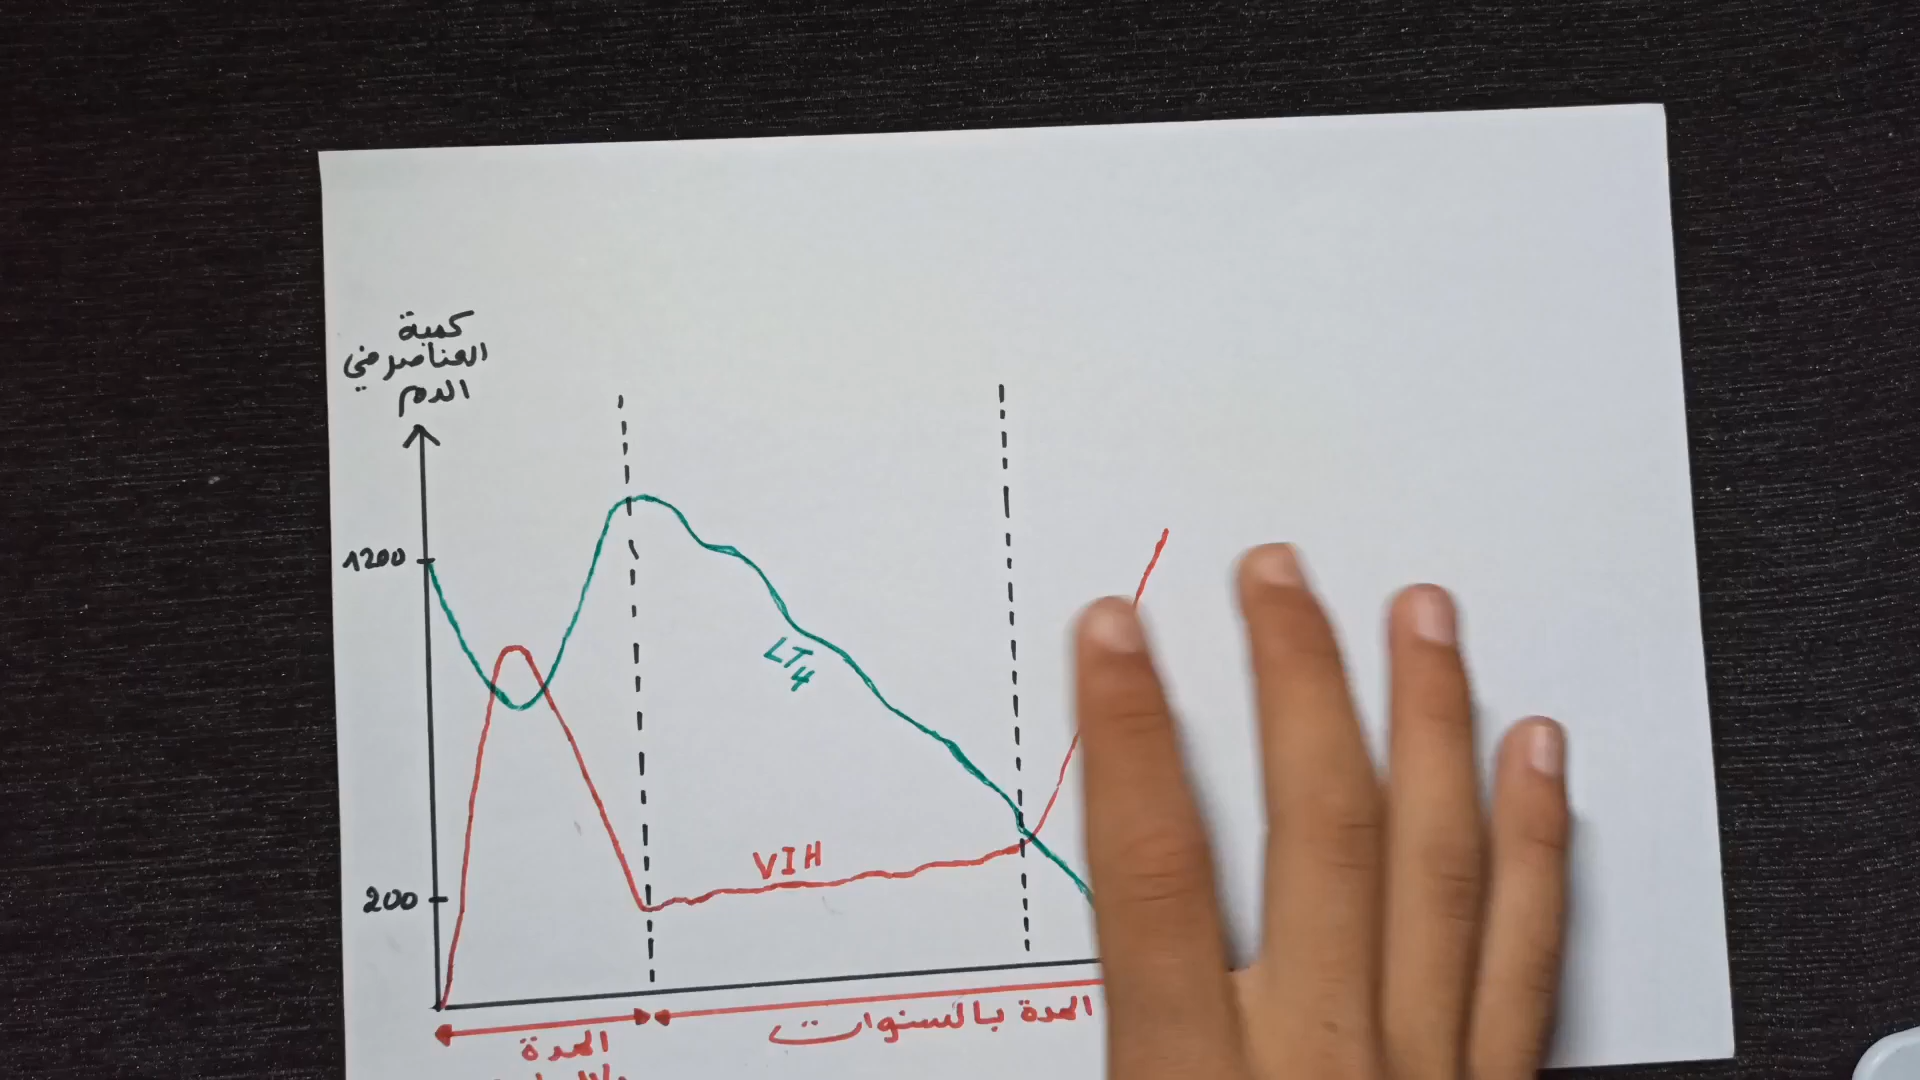 كمية
العناصر في
الدم
1200
LT4
VIH
200
المدة بالسنوات
المدة